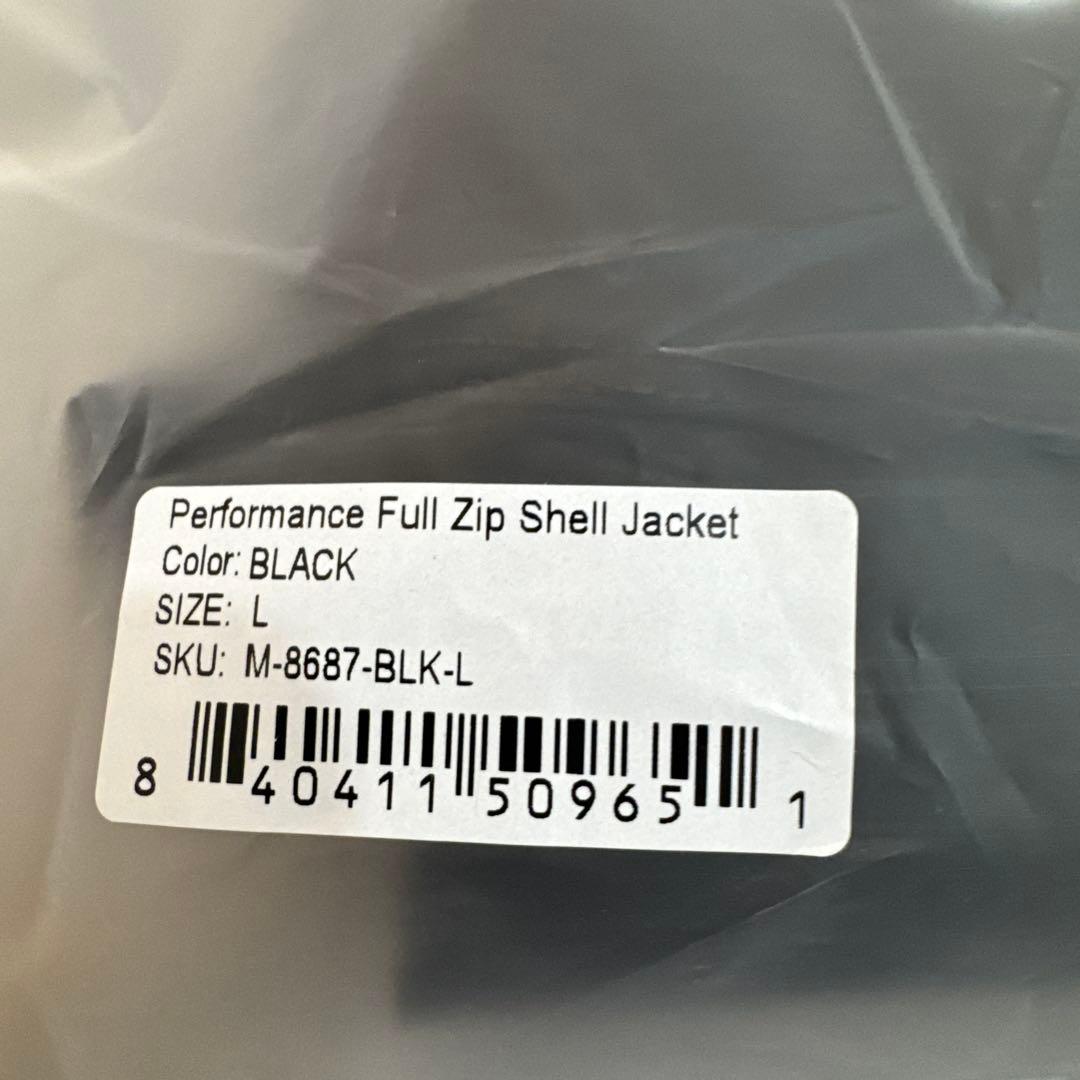 Performance Full Zip Shell Jacket
Color: BLACK
SIZE: L
SKU: M-8687-BLK-L
8 40411 50965 1